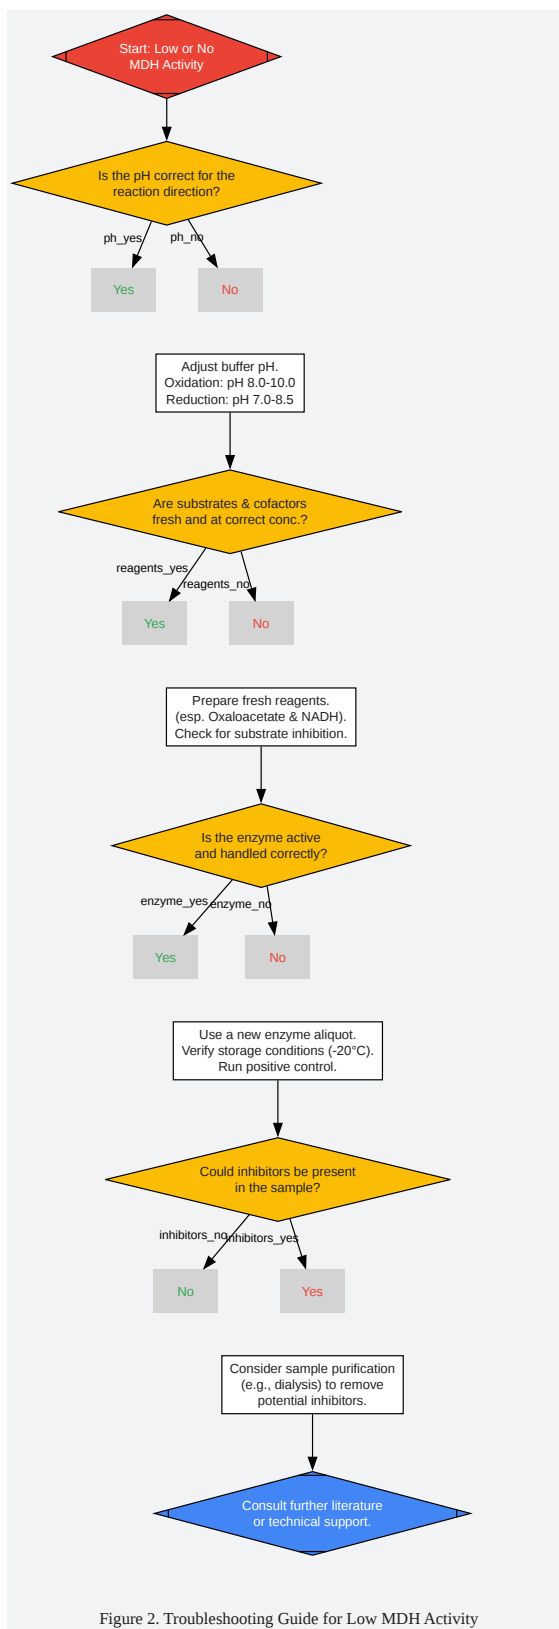 Start: Low or No
MDH Activity
Is the pH correct for the
reaction direction?
ph_yes
ph_no
Yes
No
Adjust buffer pH.
Oxidation: pH 8.0-10.0
Reduction: pH 7.0-8.5
Are substrates & cofactors
fresh and at correct conc.?
reagents_yes
reagents_no
Yes
No
Prepare fresh reagents.
(esp. Oxaloacetate & NADH).
Check for substrate inhibition.
Is the enzyme active
and handled correctly?
enzyme_yes
enzyme_no
Yes
No
Use a new enzyme aliquot.
Verify storage conditions (-20°C).
Run positive control.
Could inhibitors be present
in the sample?
inhibitors_no
inhibitors_yes
No
Yes
Consider sample purification
(e.g., dialysis) to remove
potential inhibitors.
Consult further literature
or technical support.
Figure 2. Troubleshooting Guide for Low MDH Activity